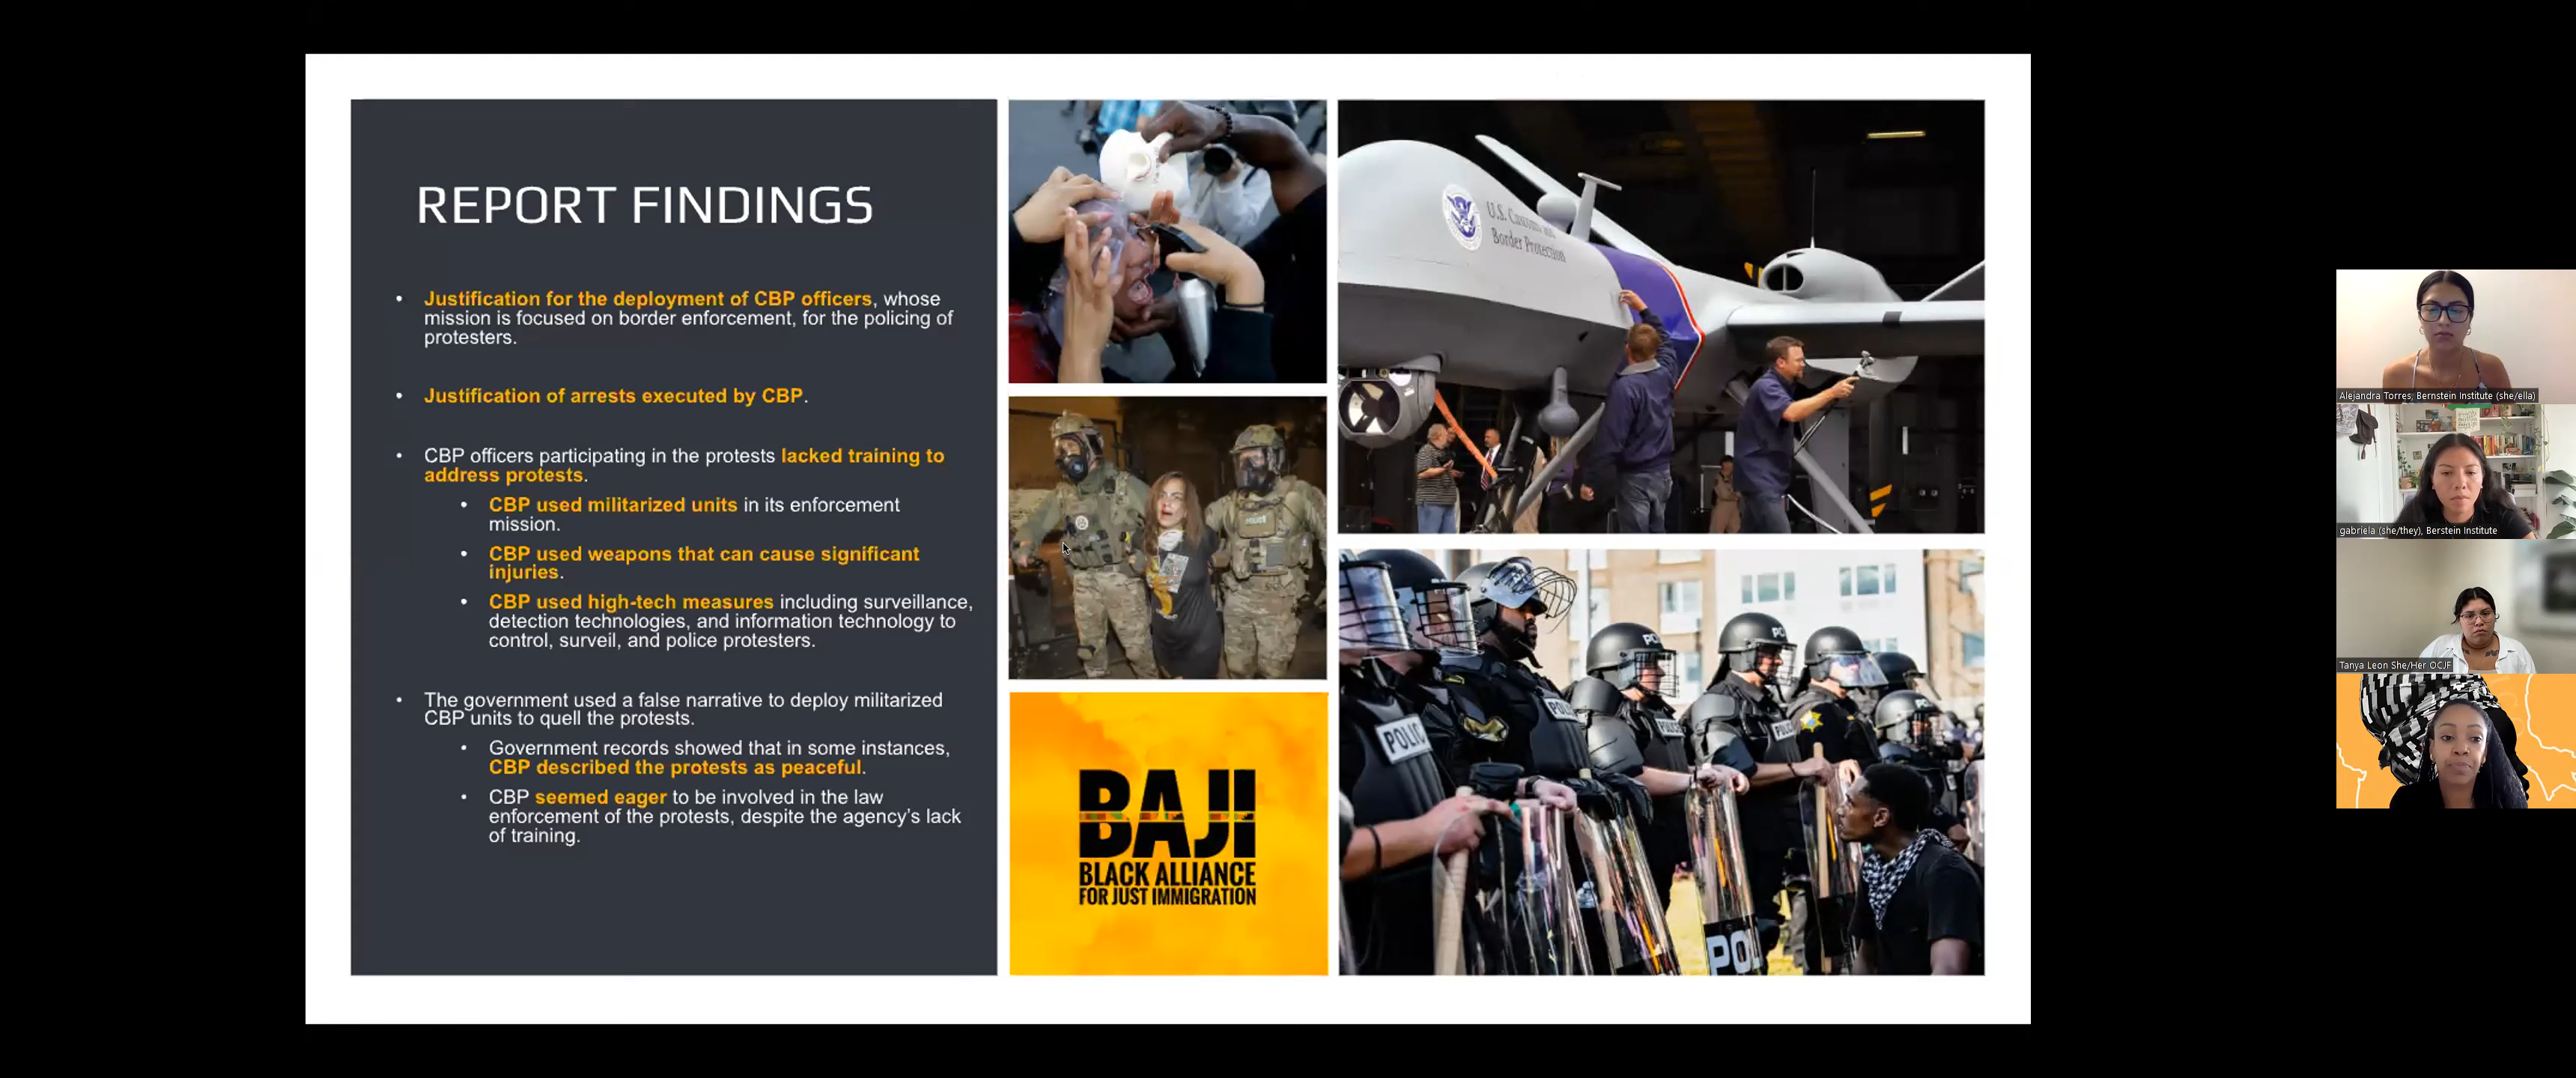 REPORT FINDINGS
• Justification for the deployment of CBP officers, whose
mission is focused on border enforcement, for the policing of
protesters.
• Justification of arrests executed by CBP.
• CBP officers participating in the protests lacked training to
address protests.
• CBP used militarized units in its enforcement
mission.
• CBP used weapons that can cause significant
injuries.
• CBP used high-tech measures including surveillance,
detection technologies, and information technology to
control, surveil, and police protesters.
• The government used a false narrative to deploy militarized
CBP units to quell the protests.
• Government records showed that in some instances,
CBP described the protests as peaceful.
• CBP seemed eager to be involved in the law
enforcement of the protests, despite the agency's lack
of training.
BAJI
BLACK ALLIANCE
FOR JUST IMMIGRATION
U.S. Customs
Border Protection
POLIC
POLIC
POLICE
POLICE
POL
Alejandra Torres, Bernstein Institute (she/ella)
gabriela (she/they), Berstein Institute
Tanya Leon She/Her OCJF